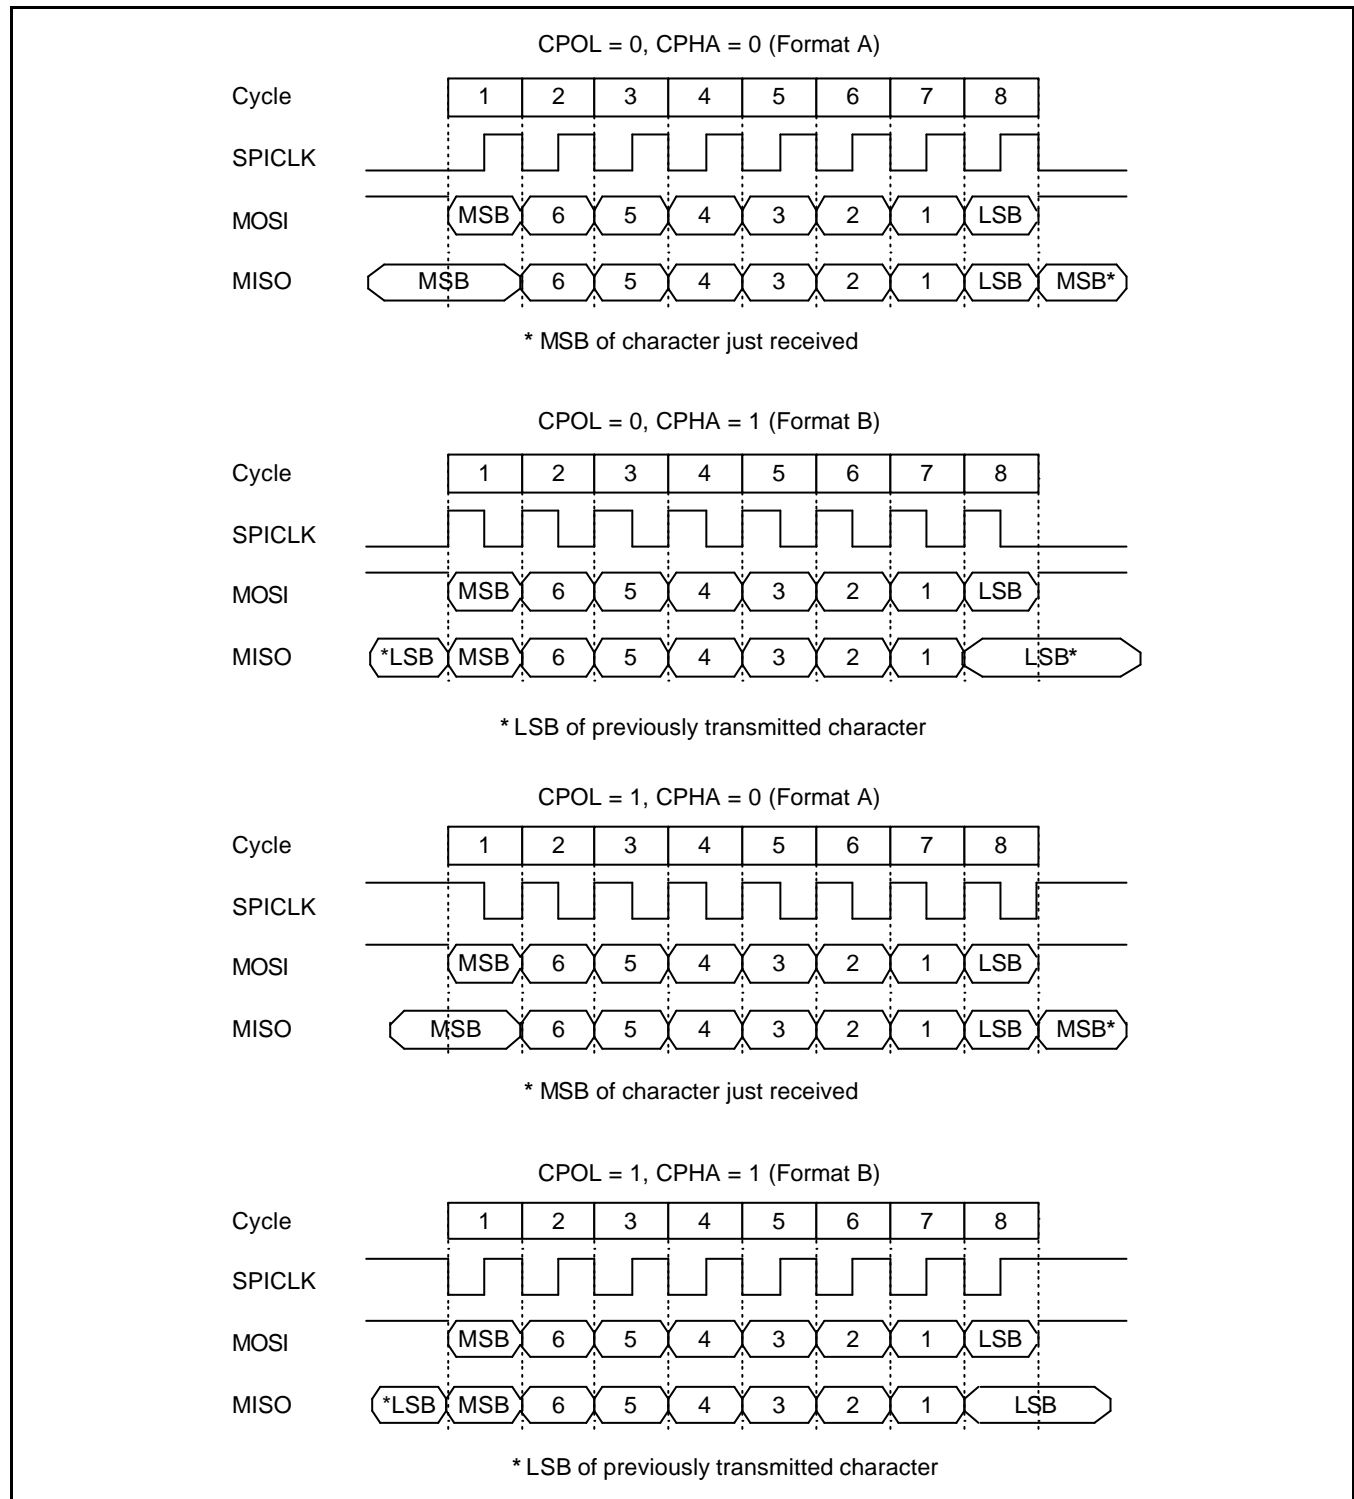 CPOL = 0, CPHA = 0 (Format A)
Cycle 1 2 3 4 5 6 7 8
SPICLK
MOSI MSB 6 5 4 3 2 1 LSB
MISO MSB 6 5 4 3 2 1 LSB MSB*
* MSB of character just received
CPOL = 0, CPHA = 1 (Format B)
Cycle 1 2 3 4 5 6 7 8
SPICLK
MOSI MSB 6 5 4 3 2 1 LSB
MISO *LSB MSB 6 5 4 3 2 1 LSB*
* LSB of previously transmitted character
CPOL = 1, CPHA = 0 (Format A)
Cycle 1 2 3 4 5 6 7 8
SPICLK
MOSI MSB 6 5 4 3 2 1 LSB
MISO MSB 6 5 4 3 2 1 LSB MSB*
* MSB of character just received
CPOL = 1, CPHA = 1 (Format B)
Cycle 1 2 3 4 5 6 7 8
SPICLK
MOSI MSB 6 5 4 3 2 1 LSB
MISO *LSB MSB 6 5 4 3 2 1 LSB
* LSB of previously transmitted character